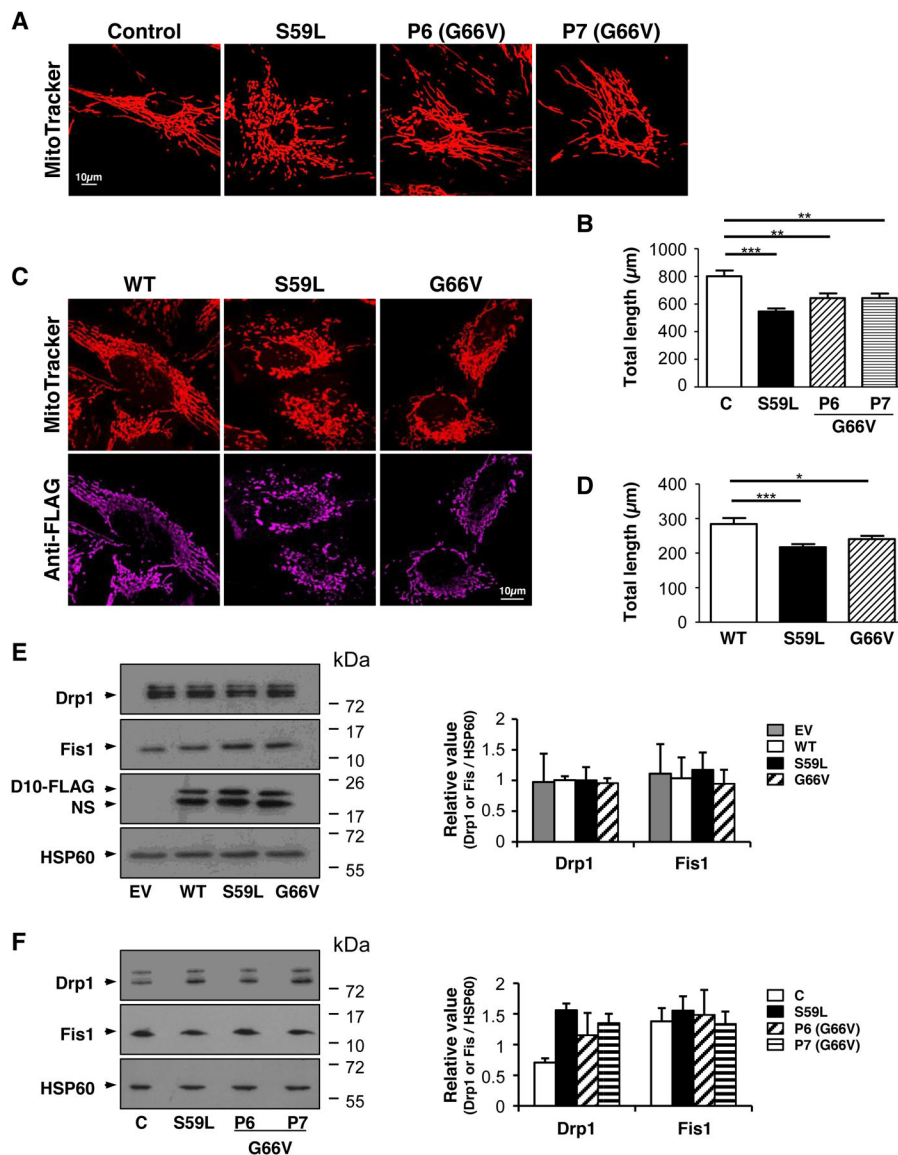 A
Control
S59L
P6 (G66V)
P7 (G66V)
MitoTracker
10µm
B
**
**
***
Total length (µm)
1000
800
600
400
200
0
C
S59L
P6
P7
G66V
C
WT
S59L
G66V
MitoTracker
Anti-FLAG
10µm
D
*
***
Total length (µm)
400
300
200
100
0
WT
S59L
G66V
E
kDa
Drp1
72
Fis1
17
10
D10-FLAG
NS
26
17
HSP60
72
55
EV
WT
S59L
G66V
Relative value
(Drp1 or Fis / HSP60)
2
1.5
1
0.5
0
Drp1
Fis1
EV
WT
S59L
G66V
F
kDa
Drp1
72
Fis1
17
10
HSP60
72
55
C
S59L
P6
P7
G66V
Relative value
(Drp1 or Fis / HSP60)
2
1.5
1
0.5
0
Drp1
Fis1
C
S59L
P6 (G66V)
P7 (G66V)